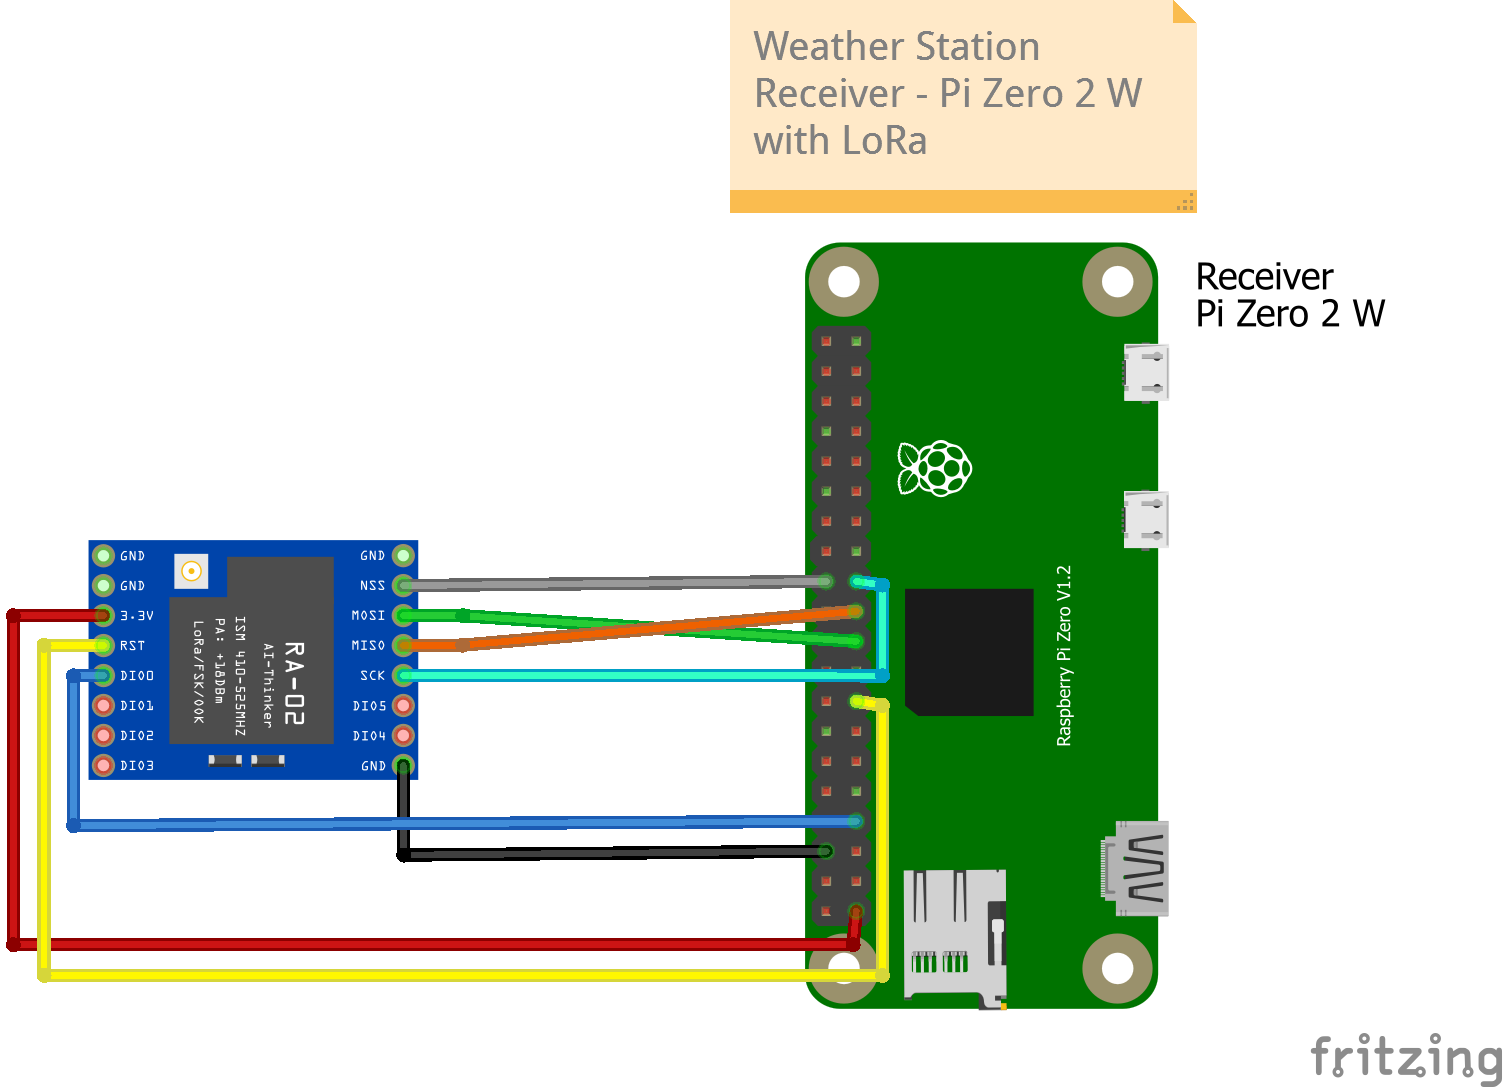 Weather Station
Receiver - Pi Zero 2 W
with LoRa
Receiver
Pi Zero 2 W
GND
GND
3.3V
RST
DIO0
DIO1
DIO2
DIO3
GND
NSS
MOSI
MISO
SCK
DIO5
DIO4
GND
RA-02
AI-Thinker
ISM 410-525MHZ
PA: +18DBm
LoRa/FSK/OOK
Raspberry Pi Zero V1.2
fritzing